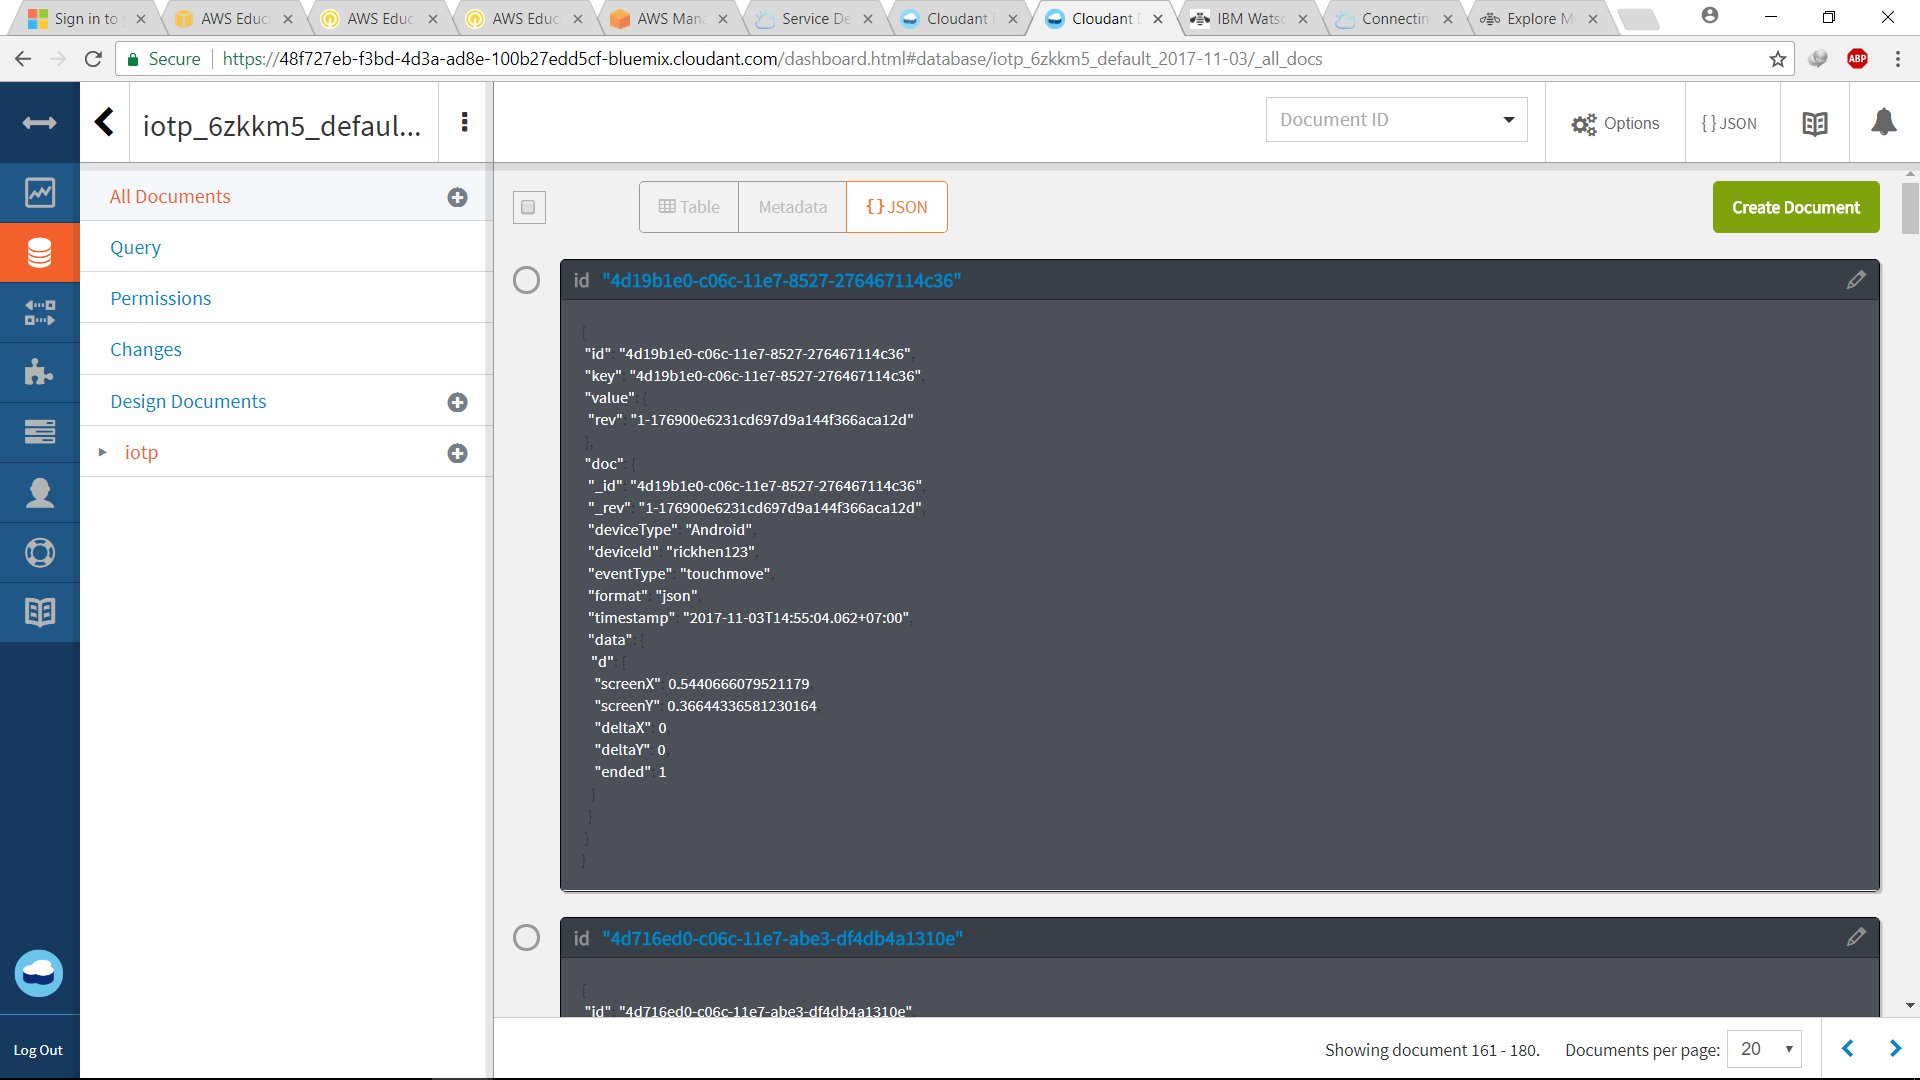 Sign in to y
AWS Educ
AWS Educ
AWS Educ
AWS Man
Service De
Cloudant D
Cloudant D
IBM Watso
Connectin
Explore M
Secure
https://48f727eb-f3bd-4d3a-ad8e-100b27edd5cf-bluemix.cloudant.com/dashboard.html#database/iotp_6zkkm5_default_2017-11-03/_all_docs
ABP
iotp_6zkkm5_defaul...
Document ID
Options
{ } JSON
All Documents
Query
Permissions
Changes
Design Documents
iotp
Table
Metadata
{ } JSON
Create Document
id "4d19b1e0-c06c-11e7-8527-276467114c36"
{
"id": "4d19b1e0-c06c-11e7-8527-276467114c36",
"key": "4d19b1e0-c06c-11e7-8527-276467114c36",
"value": {
"rev": "1-176900e6231cd697d9a144f366aca12d"
},
"doc": {
"_id": "4d19b1e0-c06c-11e7-8527-276467114c36",
"_rev": "1-176900e6231cd697d9a144f366aca12d",
"deviceType": "Android",
"deviceId": "rickhen123",
"eventType": "touchmove",
"format": "json",
"timestamp": "2017-11-03T14:55:04.062+07:00",
"data": {
"d": {
"screenX": 0.5440666079521179,
"screenY": 0.36644336581230164,
"deltaX": 0,
"deltaY": 0,
"ended": 1
}
}
}
}
id "4d716ed0-c06c-11e7-abe3-df4db4a1310e"
{
"id": "4d716ed0-c06c-11e7-abe3-df4db4a1310e",
Showing document 161 - 180.
Documents per page: 20
Log Out